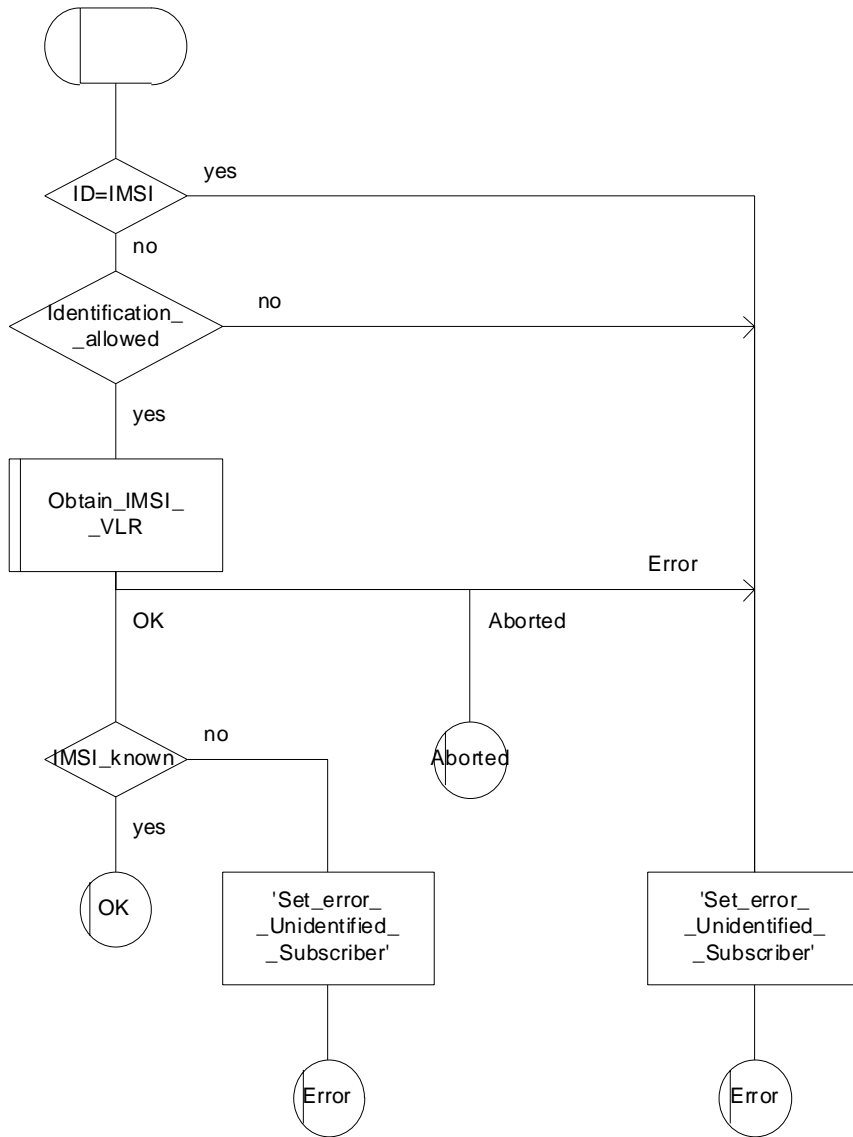 yes
ID=IMSI
no
Identification_
_allowed
no
yes
Obtain_IMSI_
_VLR
Error
OK
Aborted
no
IMSI_known
Aborted
yes
OK
'Set_error_
_Unidentified_
_Subscriber'
'Set_error_
_Unidentified_
_Subscriber'
Error
Error